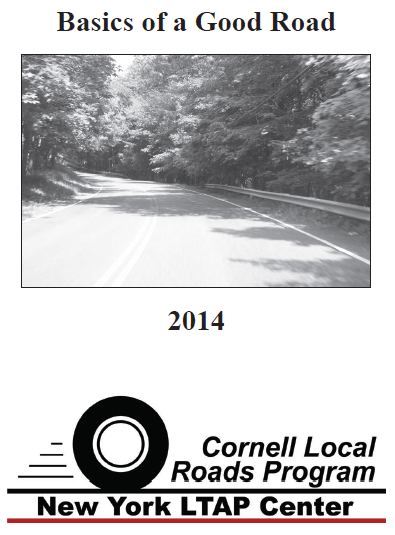 Basics of a Good Road
2014
Cornell Local
Roads Program
New York LTAP Center